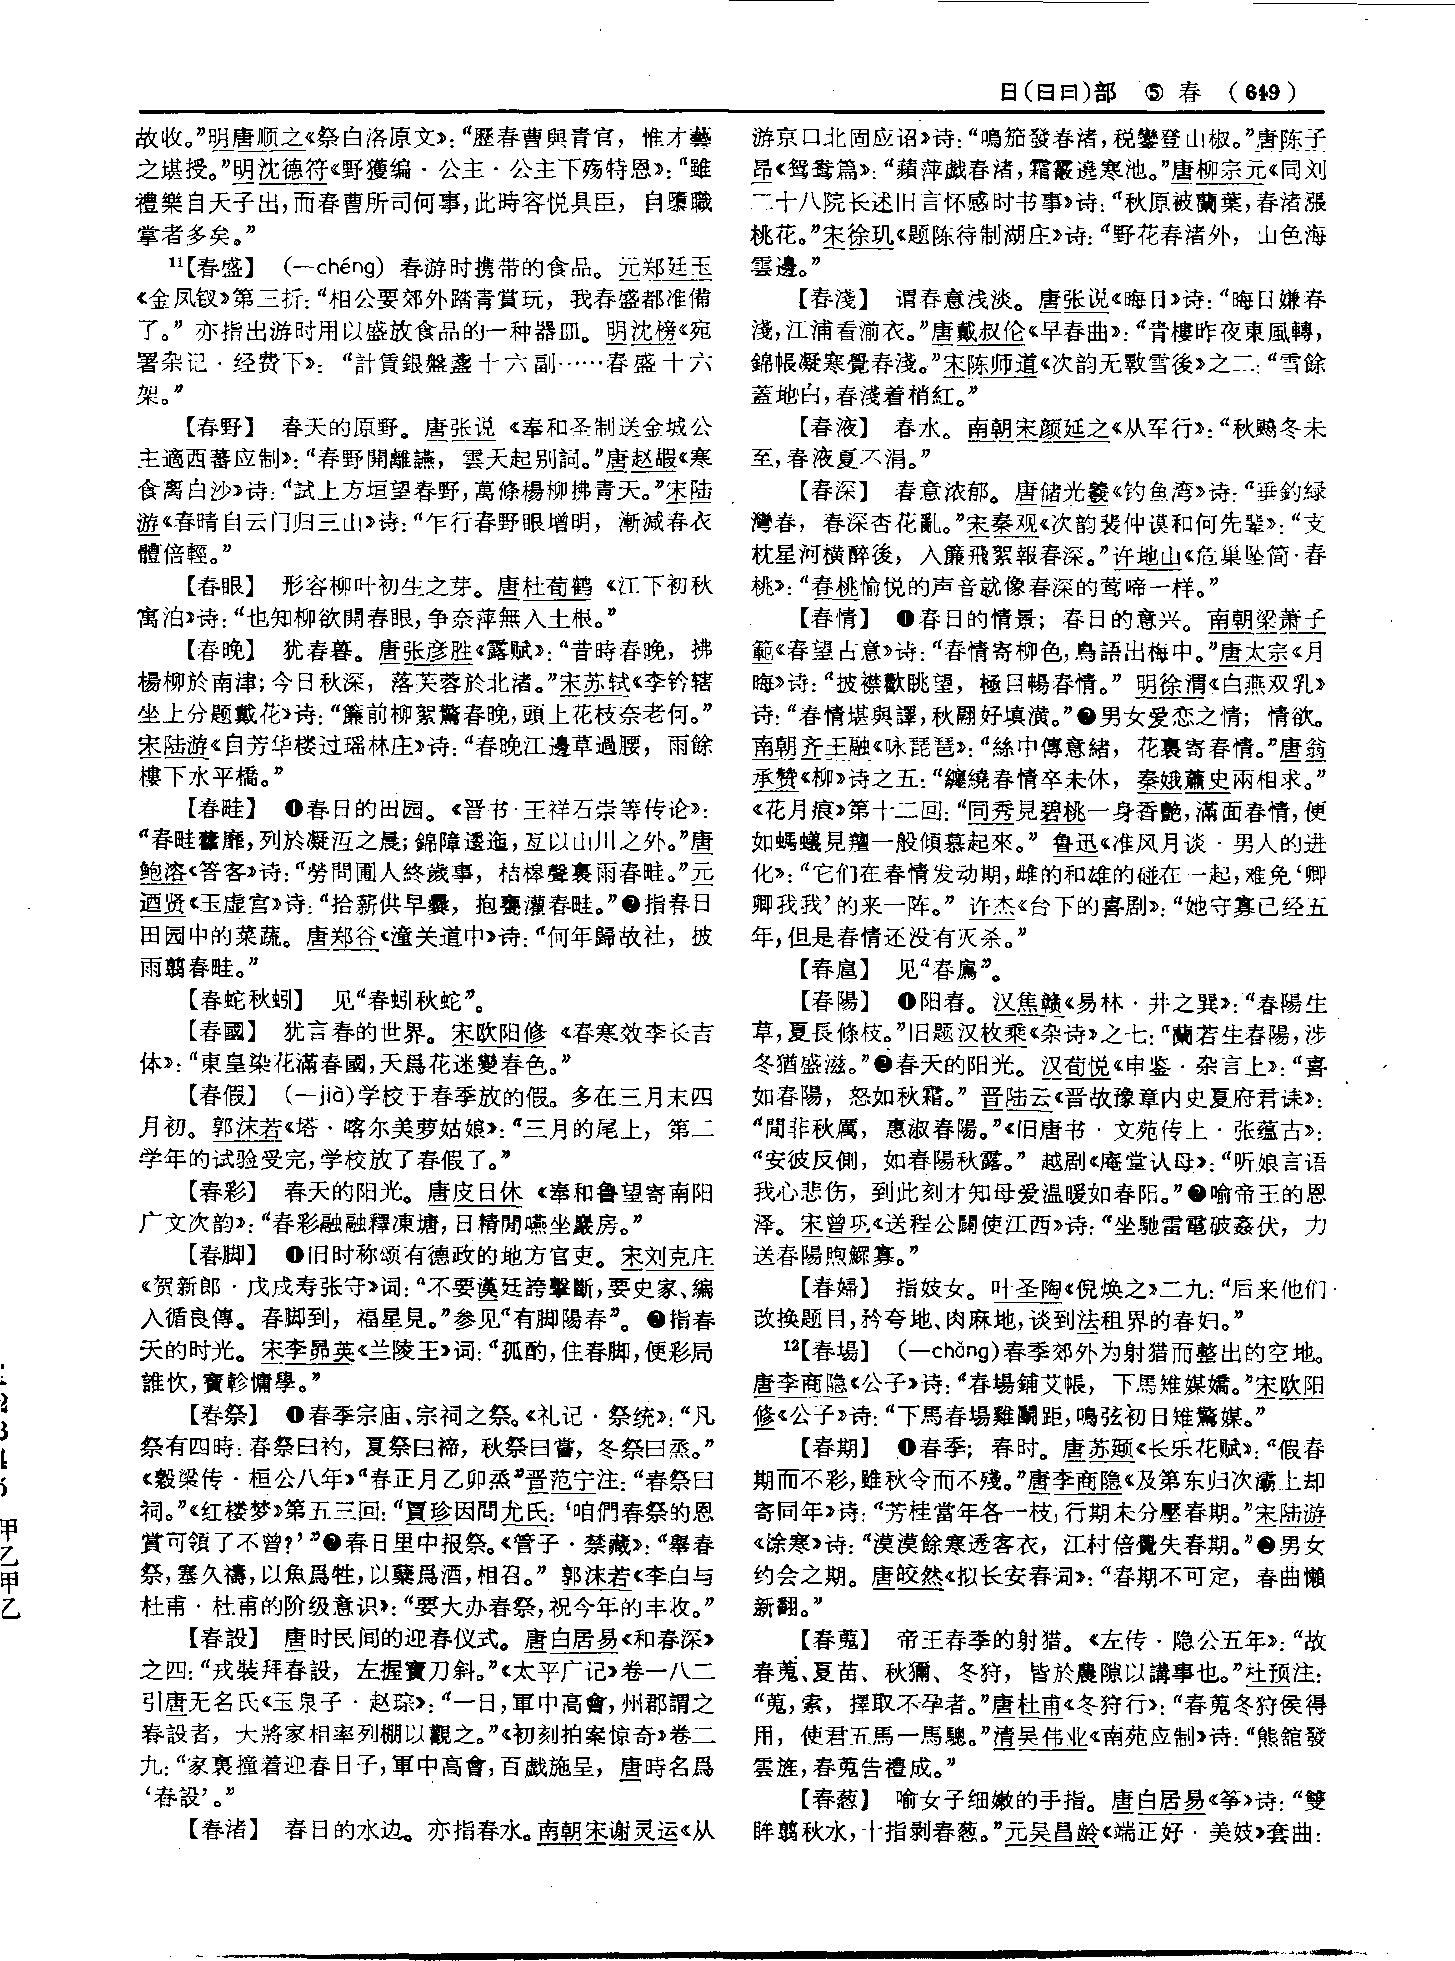 日(日曰)部 ⑤ 春 (649)
故收。”明唐顺之《祭白洛原文》：“歷春曹與青官，惟才藝
之堪授。”明沈德符《野獲编·公主·公主下殇特恩》：“雖
禮樂自天子出，而春曹所司何事，此時容悦具臣，自隳職
掌者多矣。”
11【春盛】 (—chéng) 春游时携带的食品。元郑廷玉
《金凤钗》第三折：“相公要郊外踏青賞玩，我春盛都准備
了。”亦指出游时用以盛放食品的一种器皿。明沈榜《宛
署杂记·经费下》：“計賃銀盤盞十六副……春盛十六
架。”
【春野】 春天的原野。唐张说《奉和圣制送金城公
主適西蕃应制》：“春野開離讌，雲天起别詞。”唐赵嘏《寒
食离白沙》诗：“試上方垣望春野，萬條楊柳拂青天。”宋陆
游《春晴自云门归三山》诗：“乍行春野眼增明，漸減春衣
體倍輕。”
【春眼】 形容柳叶初生之芽。唐杜荀鹤《江下初秋
寓泊》诗：“也知柳欲開春眼，争奈萍無入土根。”
【春晚】 犹春暮。唐张彦胜《露赋》：“昔時春晚，拂
楊柳於南津；今日秋深，落芙蓉於北渚。”宋苏轼《李钤辖
坐上分题戴花》诗：“簾前柳絮驚春晚，頭上花枝奈老何。”
宋陆游《自芳华楼过瑶林庄》诗：“春晚江邊草過腰，雨餘
樓下水平橋。”
【春畦】 ❶春日的田园。《晋书·王祥石崇等传论》：
“春畦藿靡，列於凝沍之晨；錦障逶迤，亙以山川之外。”唐
鲍溶《答客》诗：“勞問圃人終歲事，桔槔聲裏雨春畦。”元
迺贤《玉虚宫》诗：“拾薪供早爨，抱甕灌春畦。”❷指春日
田园中的菜蔬。唐郑谷《潼关道中》诗：“何年歸故社，披
雨翦春畦。”
【春蛇秋蚓】 见“春蚓秋蛇”。
【春國】 犹言春的世界。宋欧阳修《春寒效李长吉
体》：“東皇染花滿春國，天爲花迷變春色。”
【春假】 (—jià)学校于春季放的假。多在三月末四
月初。郭沫若《塔·喀尔美萝姑娘》：“三月的尾上，第二
学年的试验受完，学校放了春假了。”
【春彩】 春天的阳光。唐皮日休《奉和鲁望寄南阳
广文次韵》：“春彩融融釋凍塘，日精閒嚥坐巖房。”
【春脚】 ❶旧时称颂有德政的地方官吏。宋刘克庄
《贺新郎·戊戌寿张守》词：“不要漢廷誇擊斷，要史家、編
入循良傳。春脚到，福星見。”参见“有脚陽春”。❷指春
天的时光。宋李昴英《兰陵王》词：“孤酌，住春脚，便彩局
誰忺，寶軫慵學。”
【春祭】 ❶春季宗庙、宗祠之祭。《礼记·祭统》：“凡
祭有四時：春祭曰礿，夏祭曰禘，秋祭曰嘗，冬祭曰烝。”
《穀梁传·桓公八年》“春正月乙卯烝”晋范宁注：“春祭曰
祠。”《红楼梦》第五三回：“賈珍因問尤氏：‘咱們春祭的恩
賞可領了不曾？’”❷春日里中报祭。《管子·禁藏》：“舉春
祭，塞久禱，以魚爲牲，以糵爲酒，相召。”郭沫若《李白与
杜甫·杜甫的阶级意识》：“要大办春祭，祝今年的丰收。”
【春設】 唐时民间的迎春仪式。唐白居易《和春深》
之四：“戎裝拜春設，左握寶刀斜。”《太平广记》卷一八二
引唐无名氏《玉泉子·赵琮》：“一日，軍中高會，州郡謂之
春設者，大將家相率列棚以觀之。”《初刻拍案惊奇》卷二
九：“家裏撞着迎春日子，軍中高會，百戲施呈，唐時名爲
‘春設’。”
【春渚】 春日的水边。亦指春水。南朝宋谢灵运《从
游京口北固应诏》诗：“鳴笳發春渚，税鑾登山椒。”唐陈子
昂《鸳鸯篇》：“蘋萍戲春渚，霜霰遶寒池。”唐柳宗元《同刘
二十八院长述旧言怀感时书事》诗：“秋原被蘭葉，春渚漲
桃花。”宋徐玑《题陈待制湖庄》诗：“野花春渚外，山色海
雲邊。”
【春淺】 谓春意浅淡。唐张说《晦日》诗：“晦日嫌春
淺，江浦看湔衣。”唐戴叔伦《早春曲》：“青樓昨夜東風轉，
錦帳凝寒覺春淺。”宋陈师道《次韵无斁雪後》之二：“雪餘
蓋地白，春淺着梢紅。”
【春液】 春水。南朝宋颜延之《从军行》：“秋飈冬未
至，春液夏不涓。”
【春深】 春意浓郁。唐储光羲《钓鱼湾》诗：“垂釣绿
灣春，春深杏花亂。”宋秦观《次韵裴仲谟和何先辈》：“支
枕星河横醉後，入簾飛絮報春深。”许地山《危巢坠简·春
桃》：“春桃愉悦的声音就像春深的莺啼一样。”
【春情】 ❶春日的情景；春日的意兴。南朝梁萧子
範《春望古意》诗：“春情寄柳色，鳥語出梅中。”唐太宗《月
晦》诗：“披襟歡眺望，極目暢春情。”明徐渭《白燕双乳》
诗：“春情堪與譯，秋翮好填潢。”❷男女爱恋之情；情欲。
南朝齐王融《咏琵琶》：“絲中傳意緒，花裏寄春情。”唐翁
承赞《柳》诗之五：“纏繞春情卒未休，秦娥蕭史兩相求。”
《花月痕》第十二回：“同秀見碧桃一身香艷，滿面春情，便
如螞蟻見羶一般傾慕起來。”鲁迅《准风月谈·男人的进
化》：“它们在春情发动期，雌的和雄的碰在一起，难免‘卿
卿我我’的来一阵。”许杰《台下的喜剧》：“她守寡已经五
年，但是春情还没有灭杀。”
【春扈】 见“春鳸”。
【春陽】 ❶阳春。汉焦赣《易林·井之巽》：“春陽生
草，夏長條枝。”旧题汉枚乘《杂诗》之七：“蘭若生春陽，涉
冬猶盛滋。”❷春天的阳光。汉荀悦《申鉴·杂言上》：“喜
如春陽，怒如秋霜。”晋陆云《晋故豫章内史夏府君诔》：
“閒非秋厲，惠淑春陽。”《旧唐书·文苑传上·张蕴古》：
“安彼反側，如春陽秋露。”越剧《庵堂认母》：“听娘言语
我心悲伤，到此刻才知母爱温暖如春阳。”❸喻帝王的恩
泽。宋曾巩《送程公闢使江西》诗：“坐馳雷電破姦伏，力
送春陽煦鰥寡。”
【春婦】 指妓女。叶圣陶《倪焕之》二九：“后来他们
改换题目，矜夸地、肉麻地，谈到法租界的春妇。”
12【春場】 (—chǎng)春季郊外为射猎而整出的空地。
唐李商隐《公子》诗：“春場鋪艾帳，下馬雉媒嬌。”宋欧阳
修《公子》诗：“下馬春場雞鬭距，鳴弦初日雉驚媒。”
【春期】 ❶春季；春时。唐苏颋《长乐花赋》：“假春
期而不彩，雖秋令而不殘。”唐李商隐《及第东归次灞上却
寄同年》诗：“芳桂當年各一枝，行期未分壓春期。”宋陆游
《馀寒》诗：“漠漠餘寒透客衣，江村倍覺失春期。”❷男女
约会之期。唐皎然《拟长安春词》：“春期不可定，春曲懶
新翻。”
【春蒐】 帝王春季的射猎。《左传·隐公五年》：“故
春蒐、夏苗、秋獮、冬狩，皆於農隙以講事也。”杜预注：
“蒐，索，擇取不孕者。”唐杜甫《冬狩行》：“春蒐冬狩侯得
用，使君五馬一馬驄。”清吴伟业《南苑应制》诗：“熊舘發
雲旌，春蒐告禮成。”
【春葱】 喻女子细嫩的手指。唐白居易《筝》诗：“雙
眸翦秋水，十指剥春葱。”元吴昌龄《端正好·美妓》套曲：
甲
乙
甲
乙